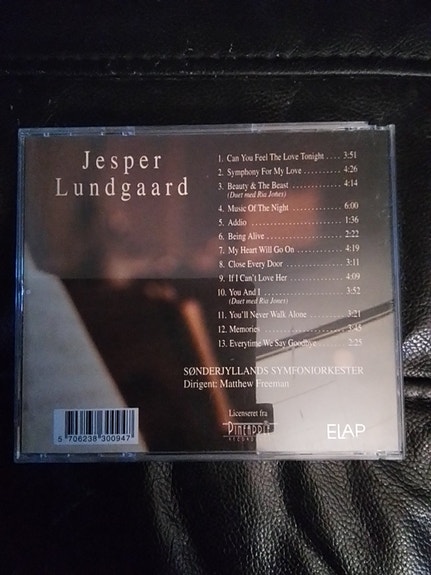 Jesper
Lundgaard
1. Can You Feel The Love Tonight .... 3:51
2. Symphony For My Love ......... 4:26
3. Beauty & The Beast ............ 4:14
(Duet med Ria Jones)
4. Music Of The Night ............ 6:00
5. Addio ........................ 1:36
6. Being Alive ................... 2:22
7. My Heart Will Go On .......... 4:19
8. Close Every Door .............. 3:11
9. If I Can't Love Her ............ 4:09
10. You And I .................... 3:52
(Duet med Ria Jones)
11. You'll Never Walk Alone ........ 3:21
12. Memories .................... 3:45
13. Everytime We Say Goodbye ...... 2:25
SØNDERJYLLANDS SYMFONIORKESTER
Dirigent: Matthew Freeman
Licenseret fra
PINEAPPLE
RECORDS
ELAP
5 706238 300947